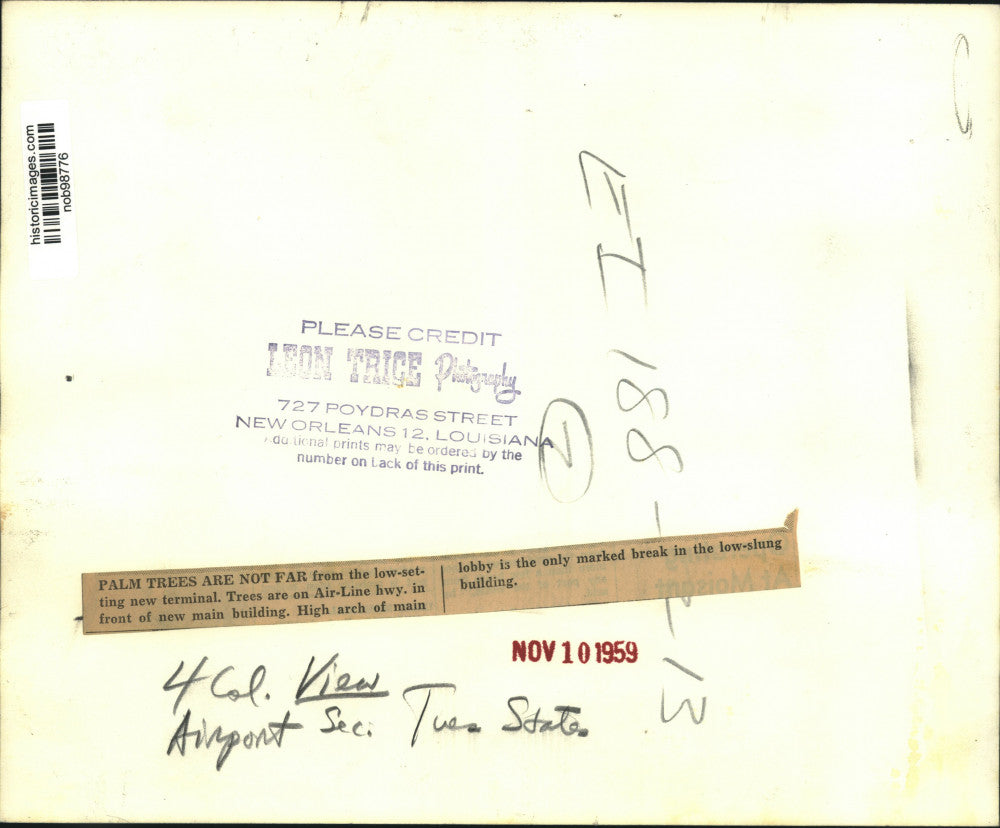 historicimages.com
nob98776
PLEASE CREDIT
LEON TRICE Photography
727 POYDRAS STREET
NEW ORLEANS 12, LOUISIANA
Additional prints may be ordered by the
number on back of this print.
PALM TREES ARE NOT FAR from the low-set-
ting new terminal. Trees are on Air-Line hwy. in
front of new main building. High arch of main
lobby is the only marked break in the low-slung
building.
NOV 10 1959
4 Col. View
Airport Sec. Tues States